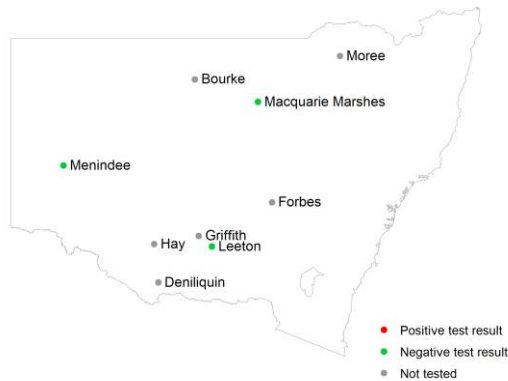 Moree
Bourke
Macquarie Marshes
Menindee
Forbes
Griffith
Hay
Leeton
Deniliquin
Positive test result
Negative test result
Not tested